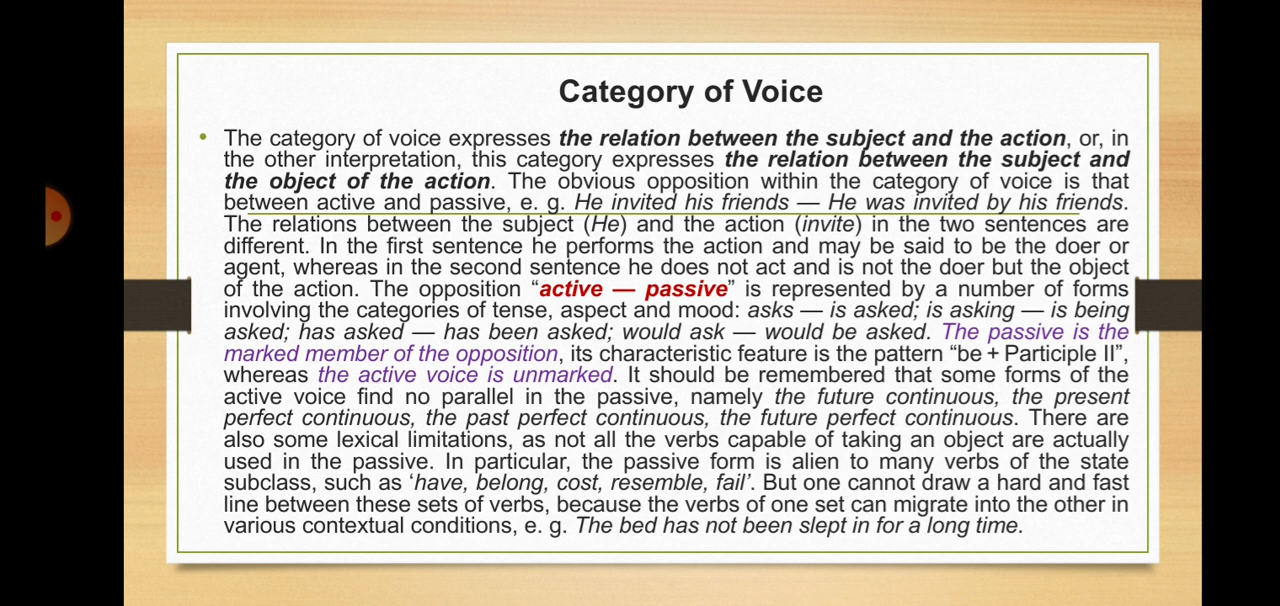 Category of Voice
• The category of voice expresses the relation between the subject and the action, or, in
the other interpretation, this category expresses the relation between the subject and
the object of the action. The obvious opposition within the category of voice is that
between active and passive, e. g. He invited his friends — He was invited by his friends.
The relations between the subject (He) and the action (invite) in the two sentences are
different. In the first sentence he performs the action and may be said to be the doer or
agent, whereas in the second sentence he does not act and is not the doer but the object
of the action. The opposition “active — passive” is represented by a number of forms
involving the categories of tense, aspect and mood: asks — is asked; is asking — is being
asked; has asked — has been asked; would ask — would be asked. The passive is the
marked member of the opposition, its characteristic feature is the pattern “be + Participle II”,
whereas the active voice is unmarked. It should be remembered that some forms of the
active voice find no parallel in the passive, namely the future continuous, the present
perfect continuous, the past perfect continuous, the future perfect continuous. There are
also some lexical limitations, as not all the verbs capable of taking an object are actually
used in the passive. In particular, the passive form is alien to many verbs of the state
subclass, such as ‘have, belong, cost, resemble, fail’. But one cannot draw a hard and fast
line between these sets of verbs, because the verbs of one set can migrate into the other in
various contextual conditions, e. g. The bed has not been slept in for a long time.